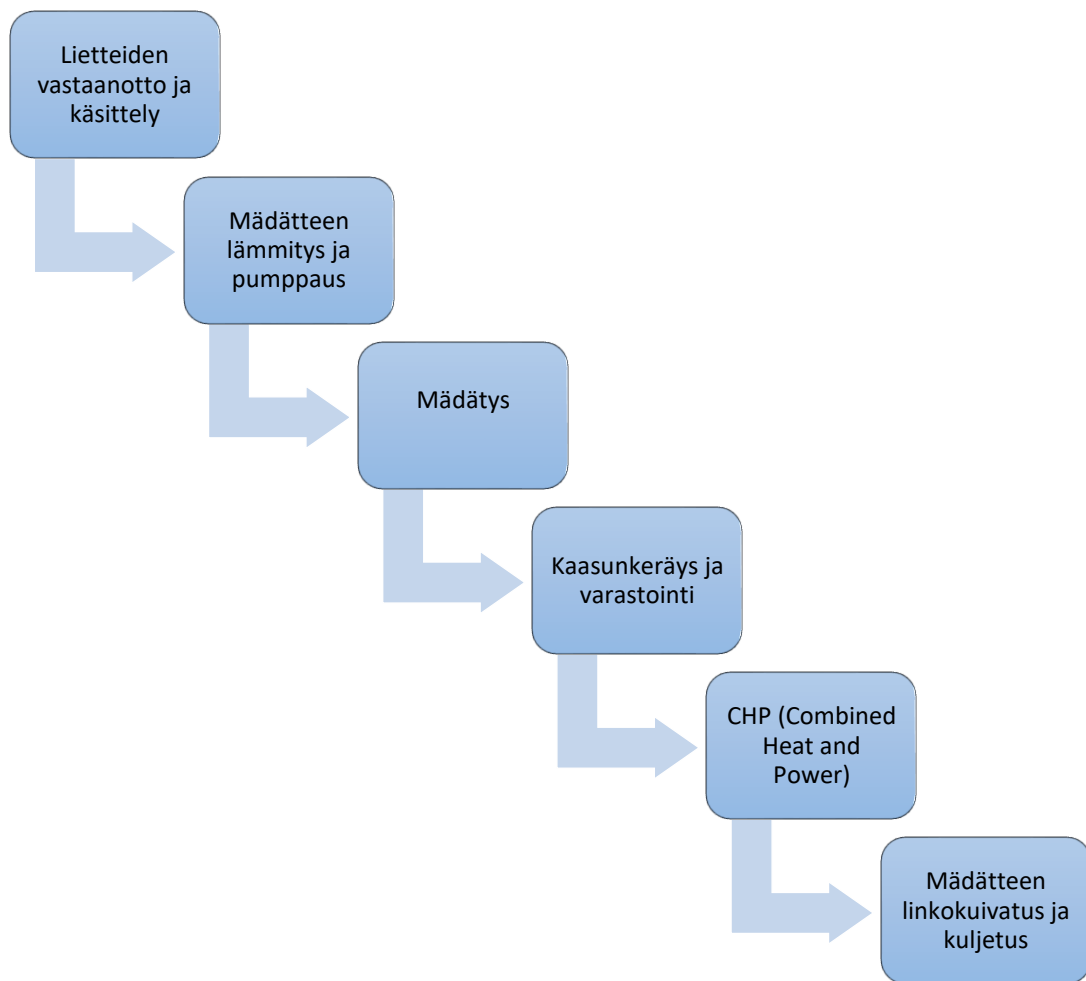 Lietteiden
vastaanotto ja
käsittely
Mädätteen
lämmitys ja
pumppaus
Mädätys
Kaasunkeräys ja
varastointi
CHP (Combined
Heat and
Power)
Mädätteen
linkokuivatus ja
kuljetus